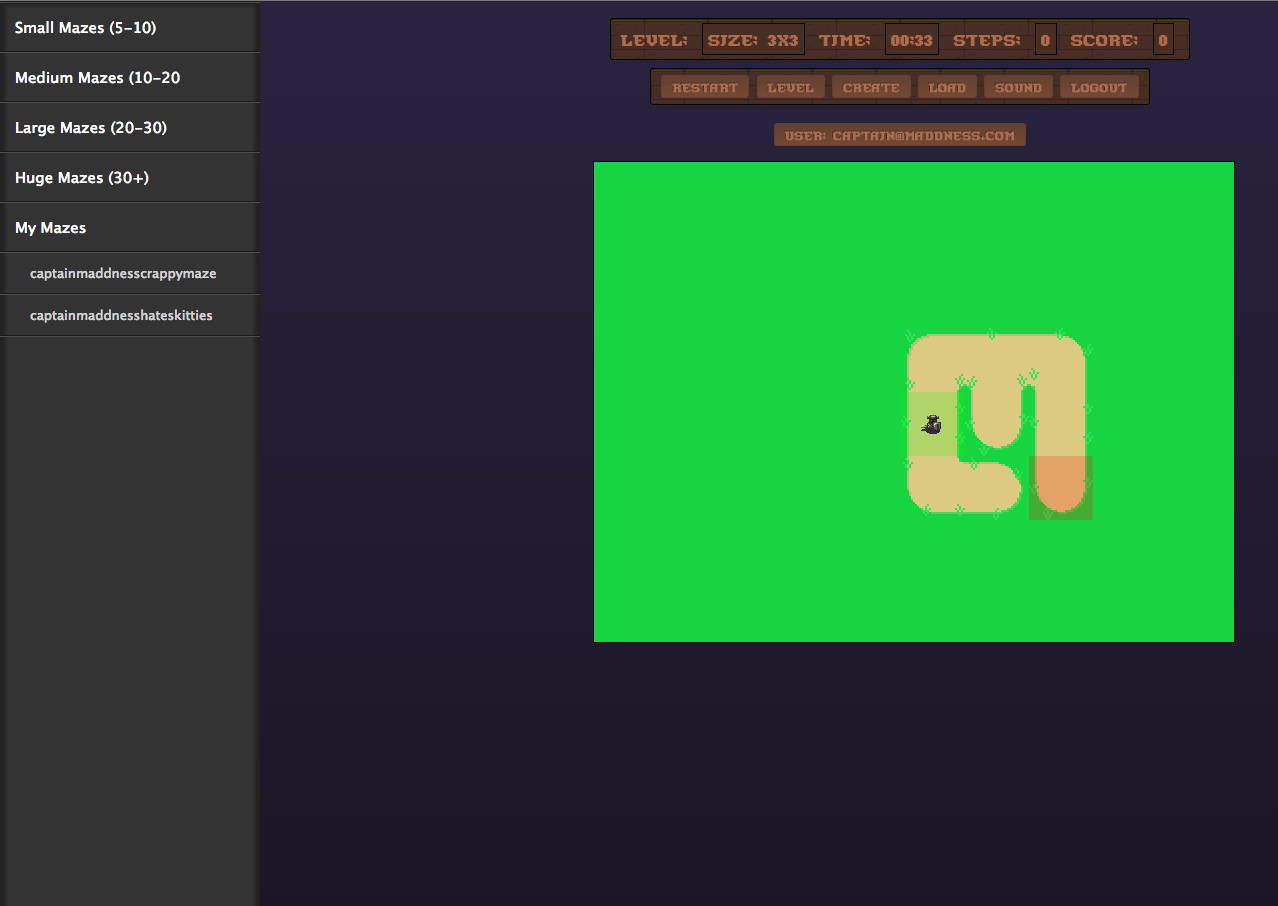 Small Mazes (5-10)
Medium Mazes (10-20
Large Mazes (20-30)
Huge Mazes (30+)
My Mazes
captainmaddnesscrappymaze
captainmaddnesshateskitties
LEVEL: SIZE: 3X3 TIME: 00:33 STEPS: 0 SCORE: 0
RESTART LEVEL CREATE LOAD SOUND LOGOUT
USER: CAPTAIN@MADDNESS.COM